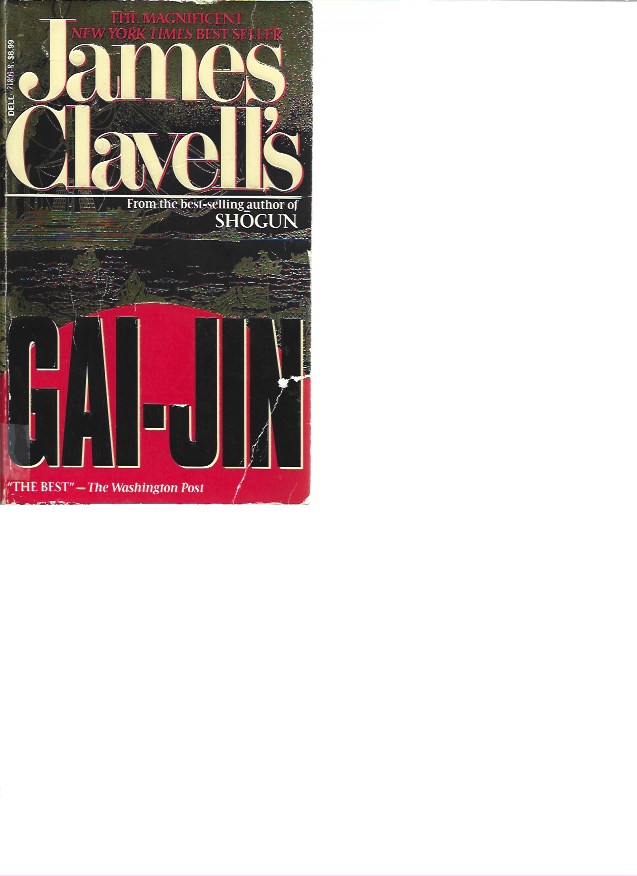 THE MAGNIFICENT
NEW YORK TIMES BEST SELLER
James
Clavell's
From the best-selling author of
SHŌGUN
GAI-JIN
"THE BEST"—The Washington Post
DELL
$8.99